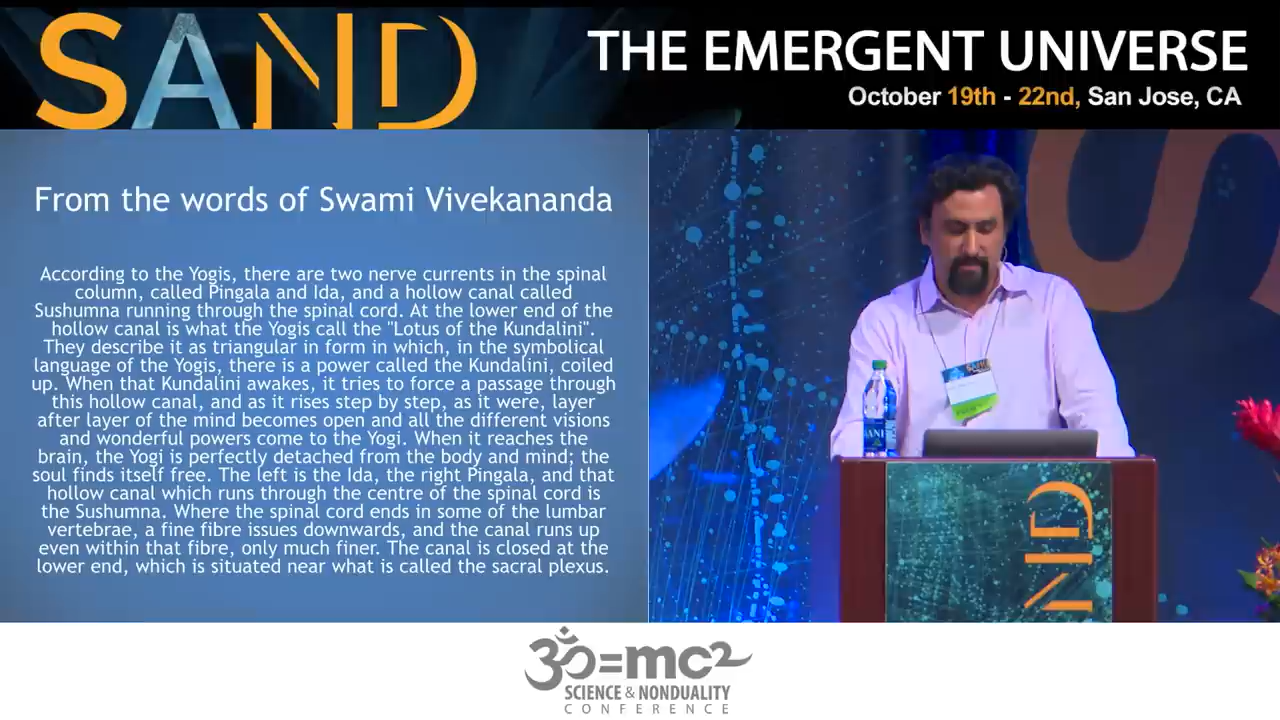 SAND
THE EMERGENT UNIVERSE
October 19th - 22nd, San Jose, CA
From the words of Swami Vivekananda
According to the Yogis, there are two nerve currents in the spinal
column, called Pingala and Ida, and a hollow canal called
Sushumna running through the spinal cord. At the lower end of the
hollow canal is what the Yogis call the "Lotus of the Kundalini".
They describe it as triangular in form in which, in the symbolical
language of the Yogis, there is a power called the Kundalini, coiled
up. When that Kundalini awakes, it tries to force a passage through
this hollow canal, and as it rises step by step, as it were, layer
after layer of the mind becomes open and all the different visions
and wonderful powers come to the Yogi. When it reaches the
brain, the Yogi is perfectly detached from the body and mind; the
soul finds itself free. The left is the Ida, the right Pingala, and that
hollow canal which runs through the centre of the spinal cord is
the Sushumna. Where the spinal cord ends in some of the lumbar
vertebrae, a fine fibre issues downwards, and the canal runs up
even within that fibre, only much finer. The canal is closed at the
lower end, which is situated near what is called the sacral plexus.
ND
ॐ=mc2
SCIENCE & NONDUALITY
CONFERENCE